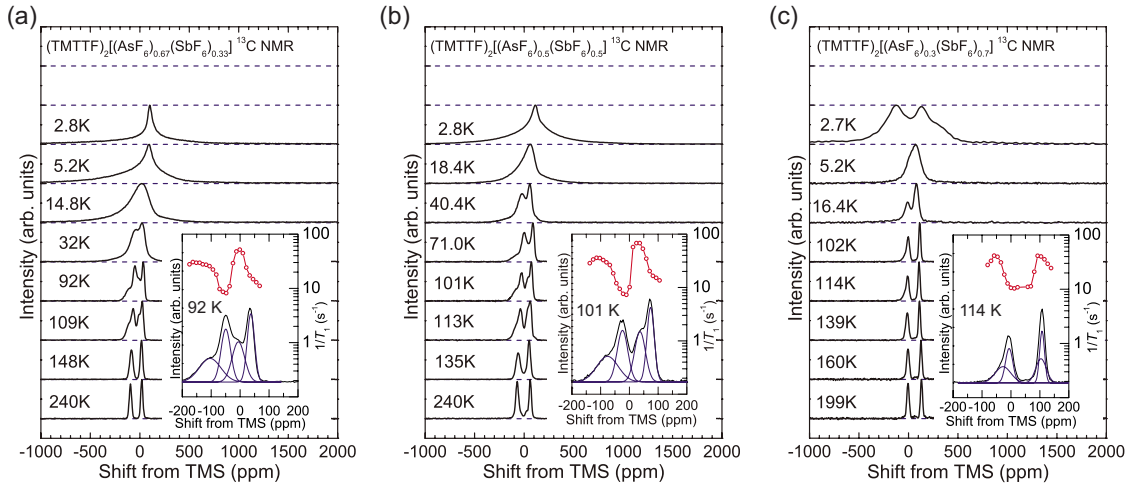 (a)
(TMTTF)2[(AsF6)0.67(SbF6)0.33] 13C NMR
2.8K
5.2K
14.8K
32K
92K
109K
148K
240K
Intensity (arb. units)
-1000 -500 0 500 1000 1500 2000
Shift from TMS (ppm)
92 K
Intensity (arb. units)
100
10
1
1/T1 (s-1)
-200 -100 0 100 200
Shift from TMS (ppm)
(b)
(TMTTF)2[(AsF6)0.5(SbF6)0.5] 13C NMR
2.8K
18.4K
40.4K
71.0K
101K
113K
135K
240K
Intensity (arb. units)
-1000 -500 0 500 1000 1500 2000
Shift from TMS (ppm)
101 K
Intensity (arb. units)
100
10
1
1/T1 (s-1)
-200 -100 0 100 200
Shift from TMS (ppm)
(c)
(TMTTF)2[(AsF6)0.3(SbF6)0.7] 13C NMR
2.7K
5.2K
16.4K
102K
114K
139K
160K
199K
Intensity (arb. units)
-1000 -500 0 500 1000 1500 2000
Shift from TMS (ppm)
114 K
Intensity (arb. units)
100
10
1
1/T1 (s-1)
-200 -100 0 100 200
Shift from TMS (ppm)